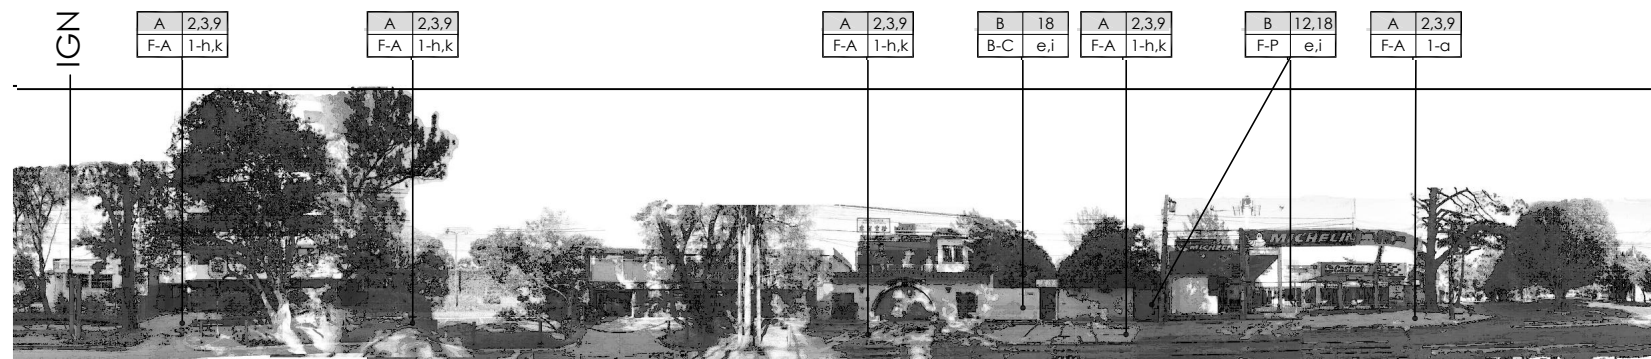 IGN
A 2,3,9
F-A 1-h,k
A 2,3,9
F-A 1-h,k
A 2,3,9
F-A 1-h,k
B 18
B-C e,i
A 2,3,9
F-A 1-h,k
B 12,18
F-P e,i
A 2,3,9
F-A 1-a
MICHELIN
Castrol